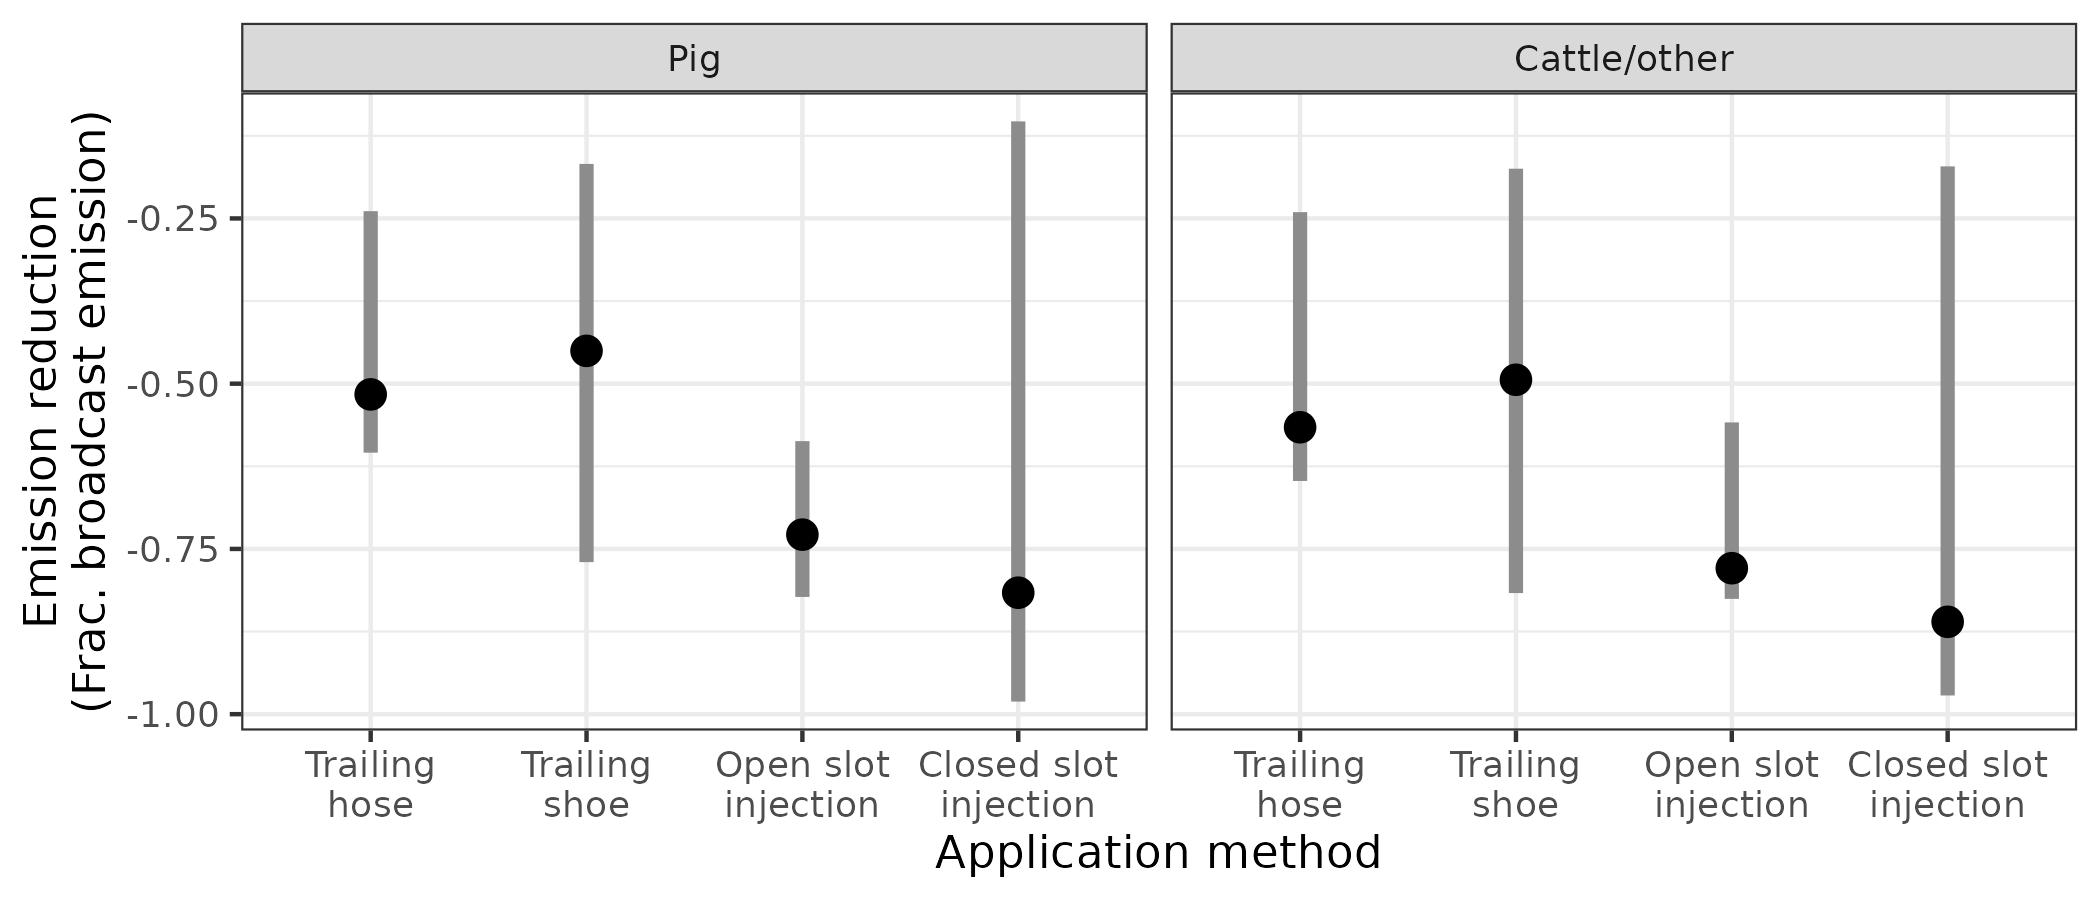 Pig
Cattle/other
Emission reduction
(Frac. broadcast emission)
-0.25
-0.50
-0.75
-1.00
Trailing
hose
Trailing
shoe
Open slot
injection
Closed slot
injection
Trailing
hose
Trailing
shoe
Open slot
injection
Closed slot
injection
Application method